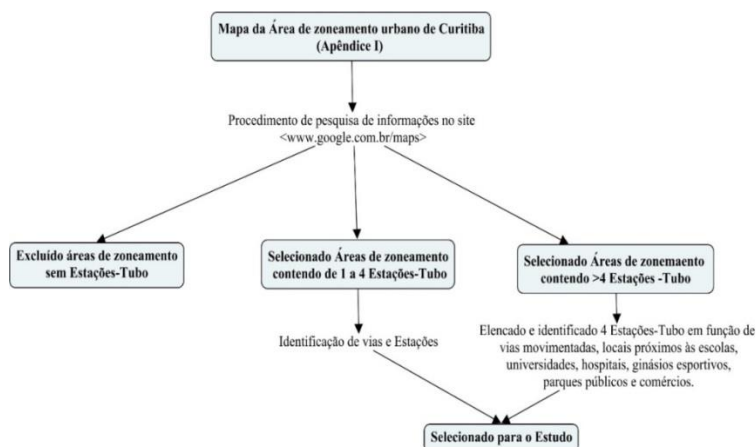 Mapa da Área de zoneamento urbano de Curitiba
(Apêndice I)
Procedimento de pesquisa de informações no site
<www.google.com.br/maps>
Excluído áreas de zoneamento
sem Estações-Tubo
Selecionado Áreas de zoneamento
contendo de 1 a 4 Estações-Tubo
Selecionado Áreas de zonemaento
contendo >4 Estações -Tubo
Identificação de vias e Estações
Elencado e identificado 4 Estações-Tubo em função de
vias movimentadas, locais próximos às escolas,
universidades, hospitais, ginásios esportivos,
parques públicos e comércios.
Selecionado para o Estudo